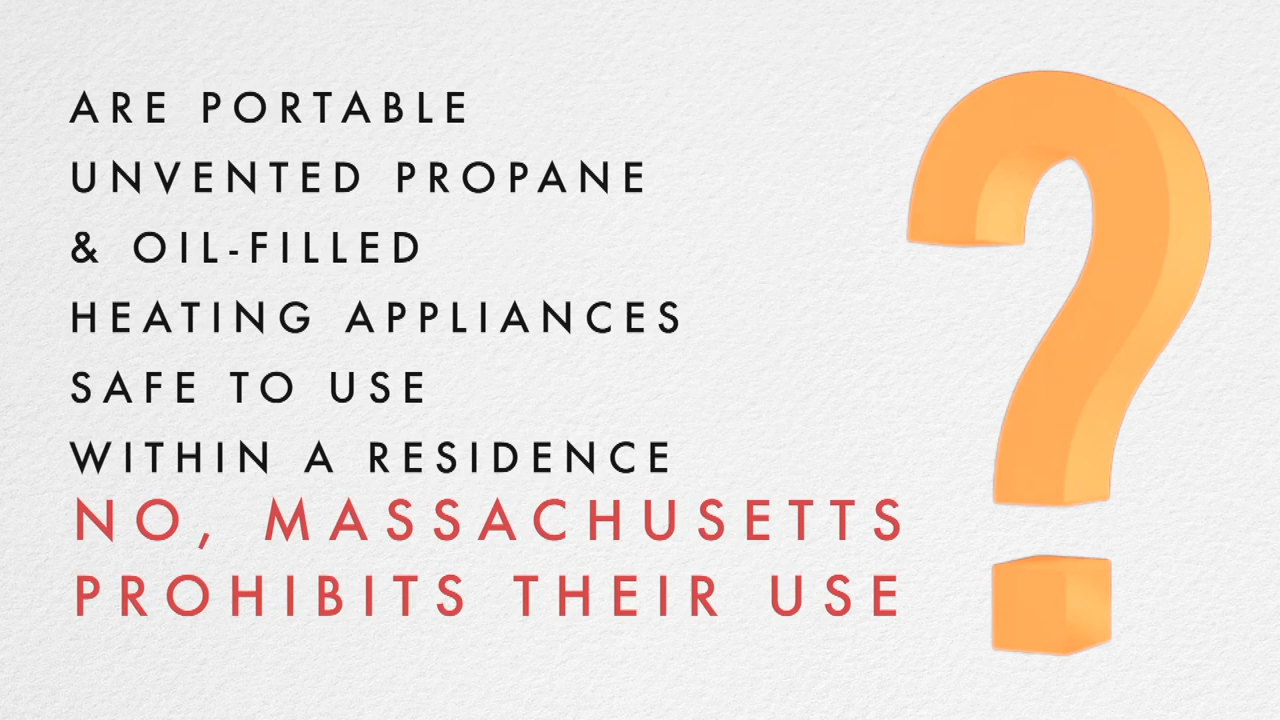 ARE PORTABLE
UNVENTED PROPANE
& OIL-FILLED
HEATING APPLIANCES
SAFE TO USE
WITHIN A RESIDENCE
NO, MASSACHUSETTS
PROHIBITS THEIR USE
?